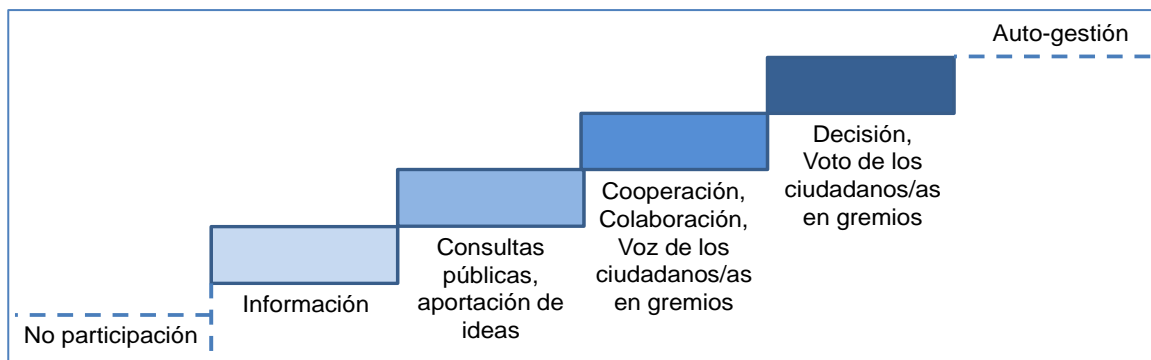 No participación
Información
Consultas
públicas,
aportación de
ideas
Cooperación,
Colaboración,
Voz de los
ciudadanos/as
en gremios
Decisión,
Voto de los
ciudadanos/as
en gremios
Auto-gestión